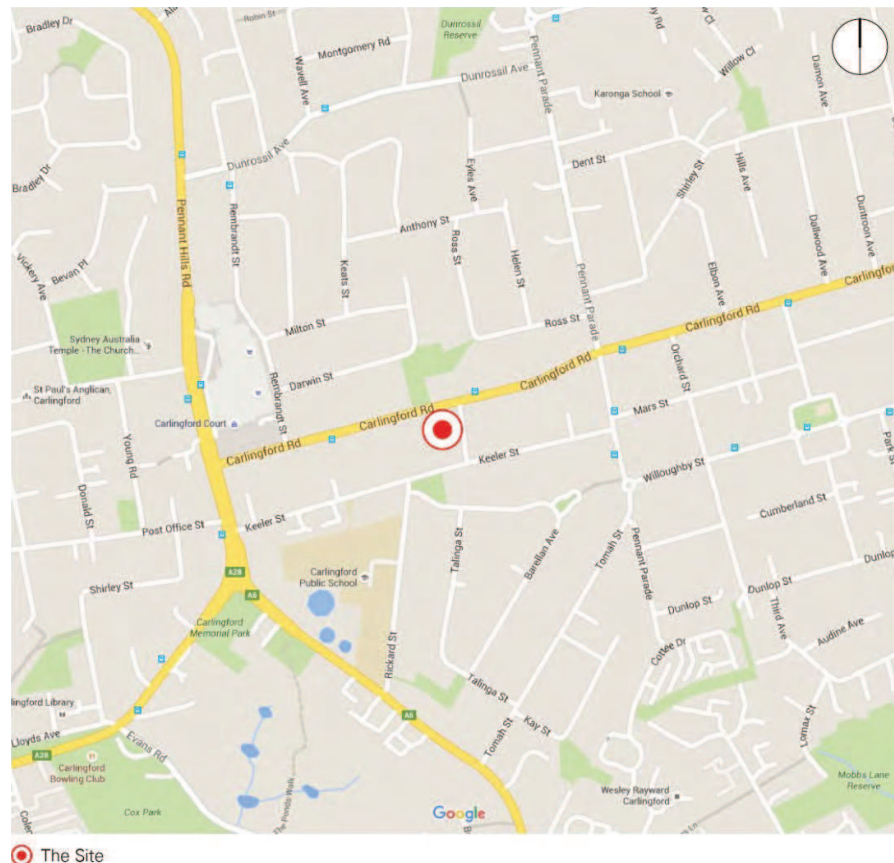 Bradley Dr
Robin St
Dunrossil
Reserve
Montgomery Rd
Wavell Ave
Pennant Parade
Willow Cl
Damon Ave
Dunrossil Ave
Karonga School
Bradley Dr
Dunrossil Ave
Eyles Ave
Dent St
Shirley St
Hills Ave
Pennant Hills Rd
Rembrandt St
Anthony St
Ross St
Keats St
Helen St
Dallwood Ave
Duntroon Ave
Vickery Ave
Bevan Pl
Pennant Parade
Elbon Ave
Carlingford
Milton St
Ross St
Carlingford Rd
Sydney Australia
Temple - The Church...
Carlingford Rd
Orchard St
Darwin St
Rembrandt St
St Paul's Anglican,
Carlingford
Carlingford Rd
Mars St
Carlingford Court
Young Rd
Carlingford Rd
Keeler St
Willoughby St
Park St
Donald St
Cumberland St
Post Office St
Keeler St
Talinga St
Barellan Ave
Tomah St
Pennant Parade
Carlingford
Public School
A28
Shirley St
A6
Dunlop St
Dunlop
Dunlop St
Third Ave
Carlingford
Memorial Park
Rickard St
Cottee Dr
Audine Ave
Talinga St
Kay St
lingford Library
A6
Lomax St
Lloyds Ave
Evans Rd
Tomah St
A28
Carlingford
Bowling Club
The Ponds Walk
Mobbs Lane
Reserve
Wesley Rayward
Carlingford
Cox Park
Google
The Site